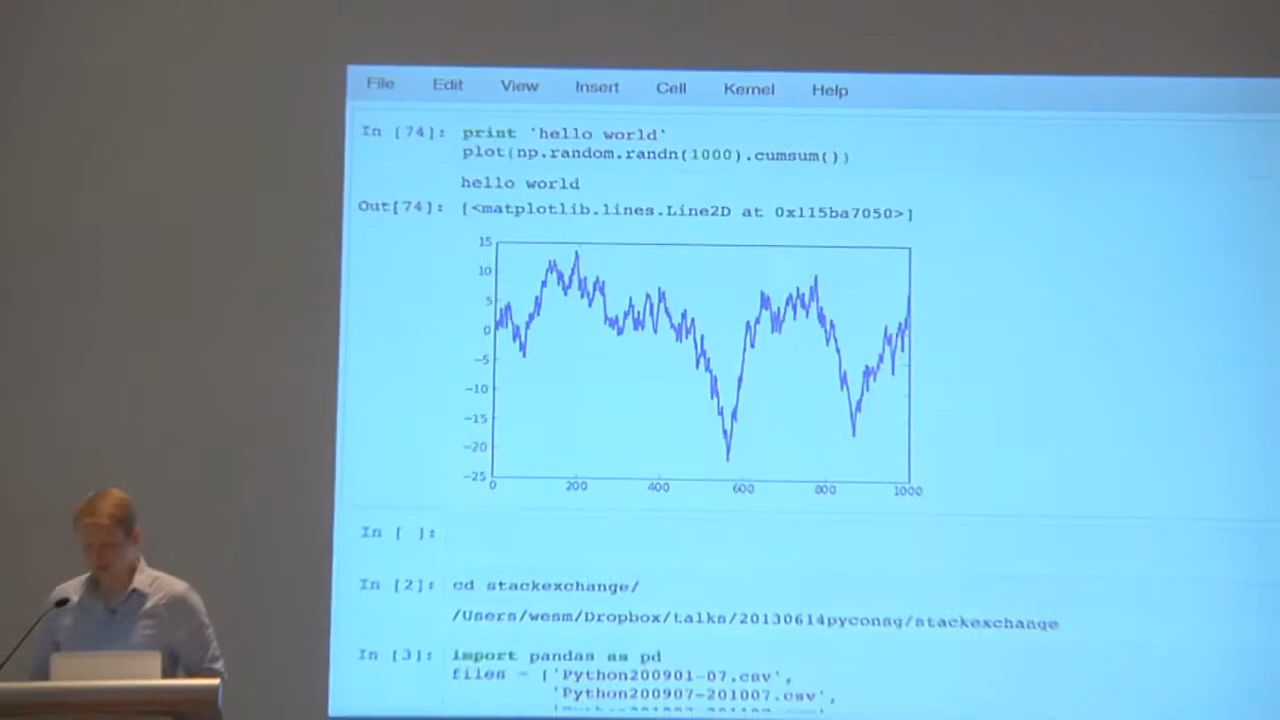 File Edit View Insert Cell Kernel Help
In [74]: print 'hello world'
plot(np.random.randn(1000).cumsum())
hello world
Out[74]: [<matplotlib.lines.Line2D at 0x115ba7050>]
15
10
5
0
-5
-10
-15
-20
-25
0 200 400 600 800 1000
In [ ]:
In [2]: cd stackexchange/
/Users/wesm/Dropbox/talks/20130614pyconsg/stackexchange
In [3]: import pandas as pd
files = ['Python200901-07.csv',
'Python200907-201007.csv',